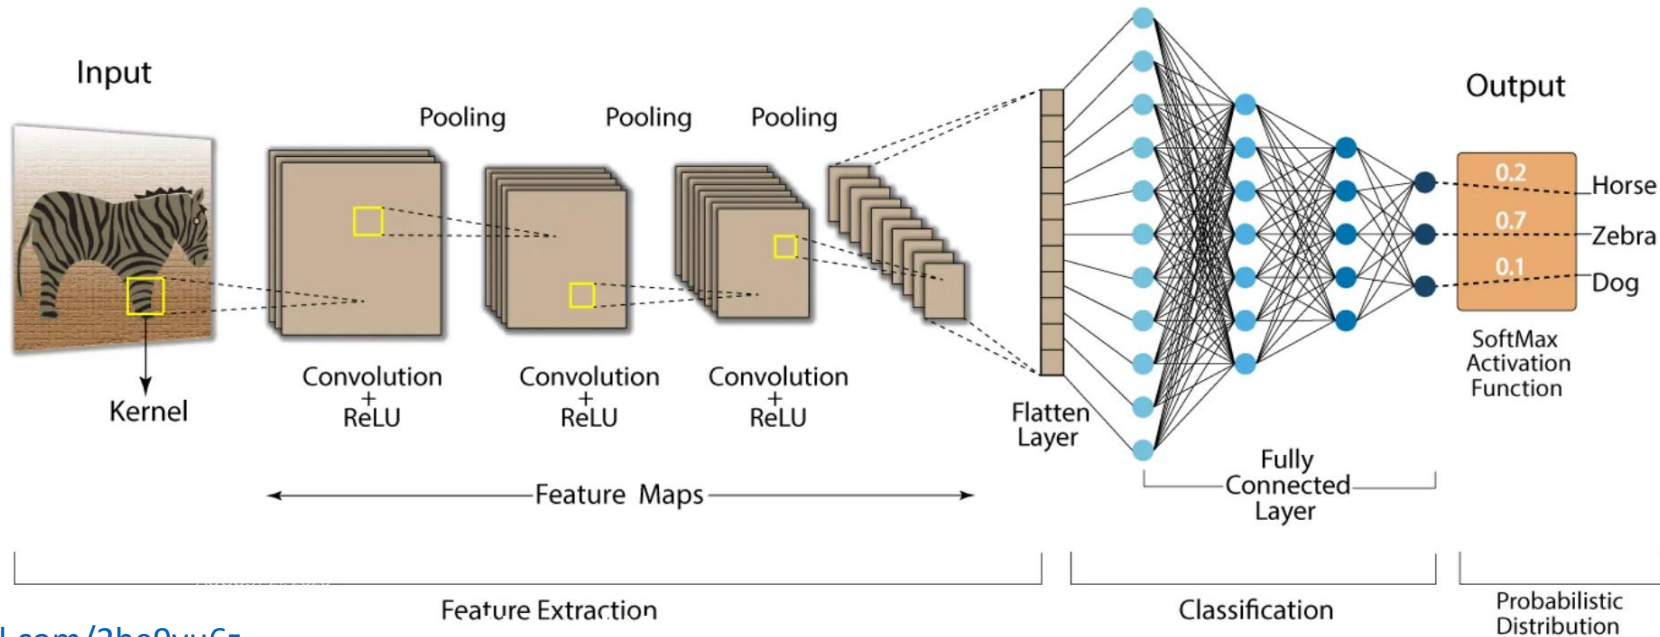 Input
Kernel
Pooling
Pooling
Pooling
Convolution
+
ReLU
Convolution
+
ReLU
Convolution
+
ReLU
Feature Maps
Flatten
Layer
Fully
Connected
Layer
Output
0.2
Horse
0.7
Zebra
0.1
Dog
SoftMax
Activation
Function
Feature Extraction
Classification
Probabilistic
Distribution